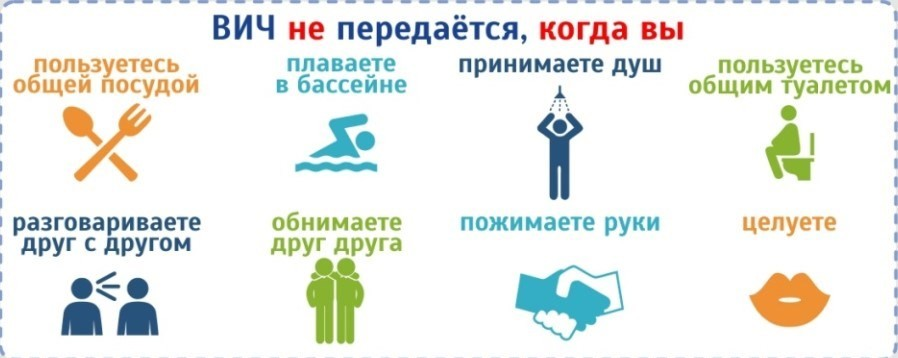 ВИЧ не передаётся, когда вы
пользуетесь
общей посудой
плаваете
в бассейне
принимаете душ
пользуетесь
общим туалетом
разговариваете
друг с другом
обнимаете
друг друга
пожимаете руки
целуете